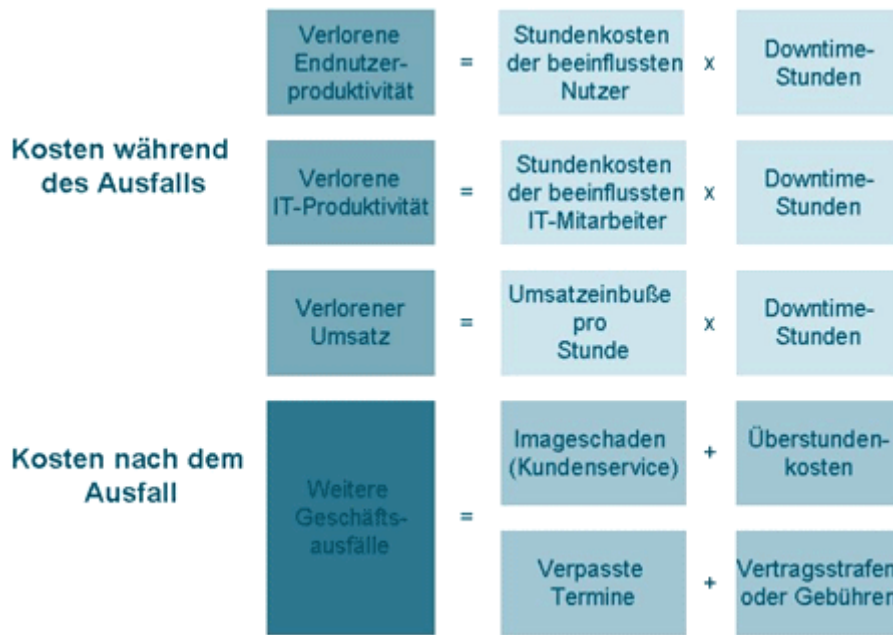 Verlorene
Endnutzer-
produktivität
=
Stundenkosten
der beeinflussten
Nutzer
x
Downtime-
Stunden
Kosten während
des Ausfalls
Verlorene
IT-Produktivität
=
Stundenkosten
der beeinflussten
IT-Mitarbeiter
x
Downtime-
Stunden
Verlorener
Umsatz
=
Umsatzeinbuße
pro
Stunde
x
Downtime-
Stunden
Kosten nach dem
Ausfall
Weitere
Geschäfts-
ausfälle
=
Imageschaden
(Kundenservice)
+
Überstunden-
kosten
Verpasste
Termine
+
Vertragsstrafen
oder Gebühren